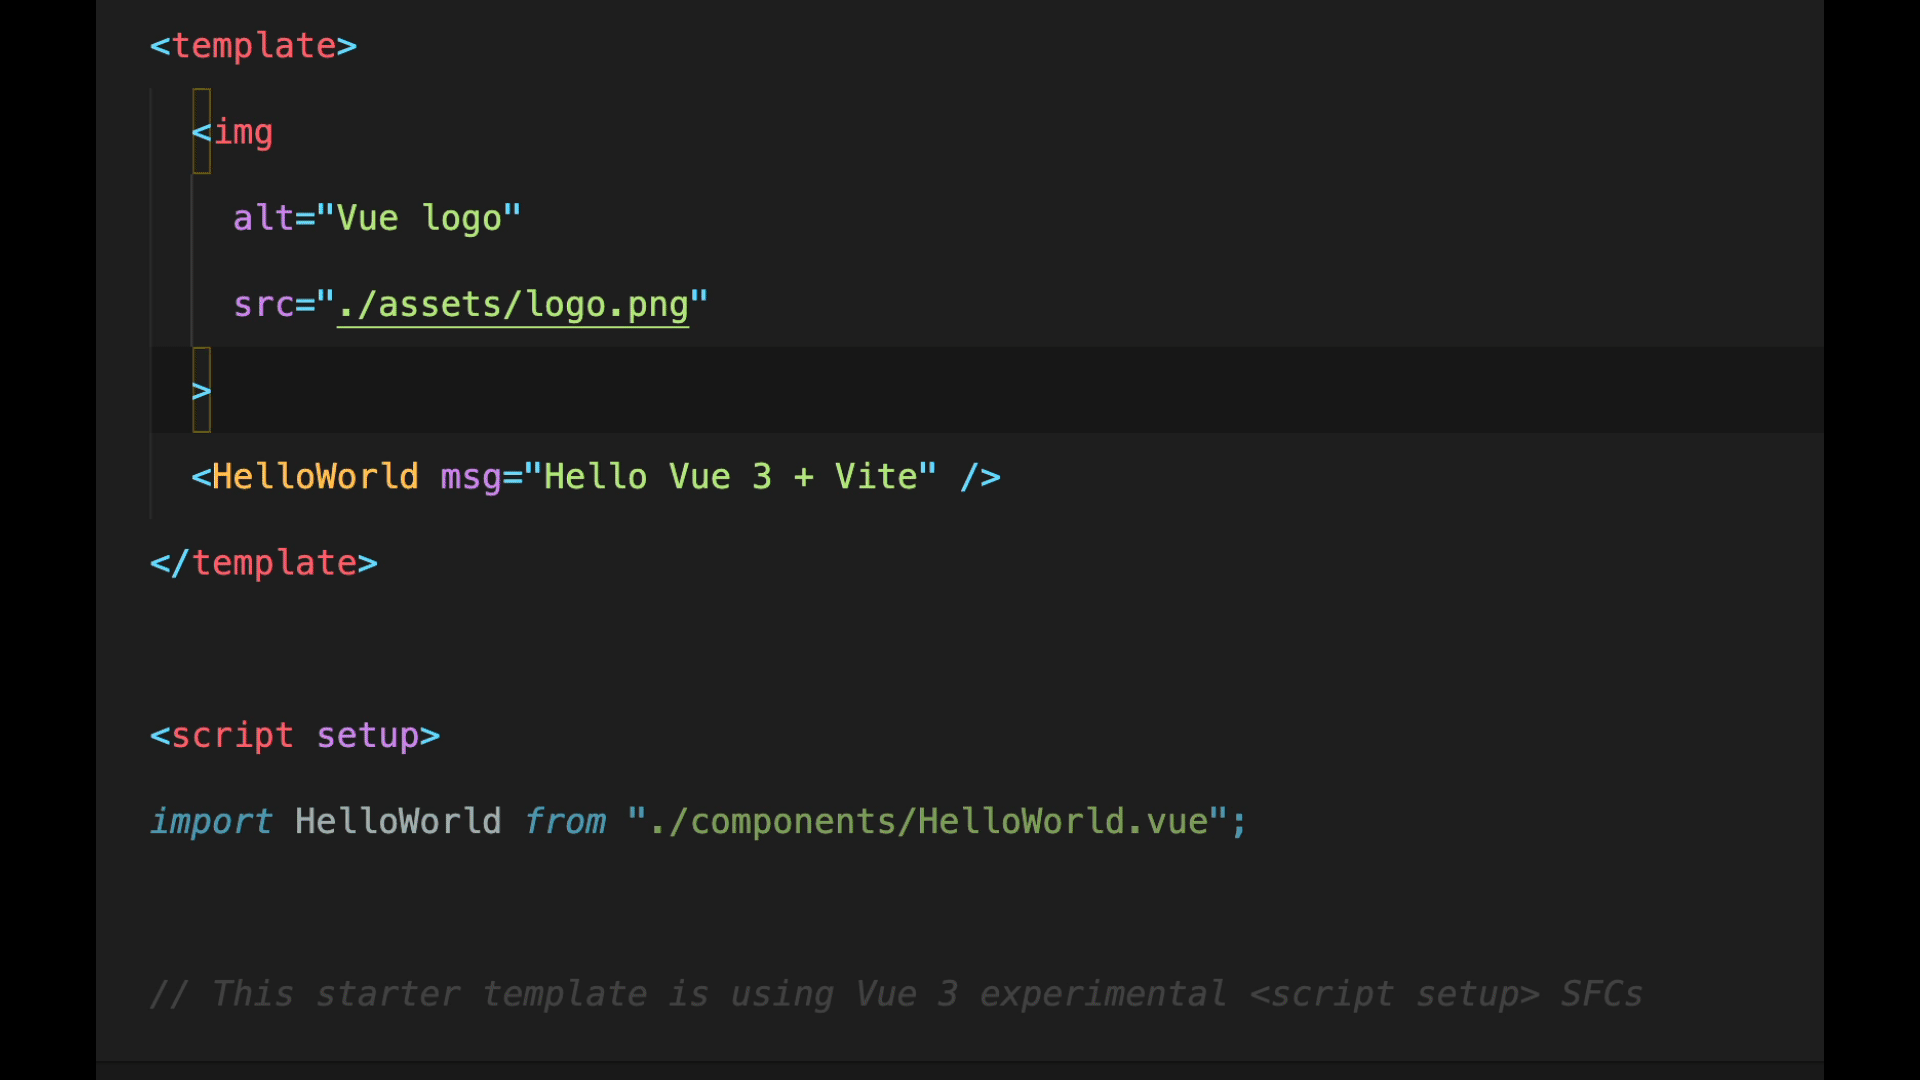 <template>
<img
alt="Vue logo"
src="./assets/logo.png"
>
<HelloWorld msg="Hello Vue 3 + Vite" />
</template>
<script setup>
import HelloWorld from "./components/HelloWorld.vue";
// This starter template is using Vue 3 experimental <script setup> SFCs